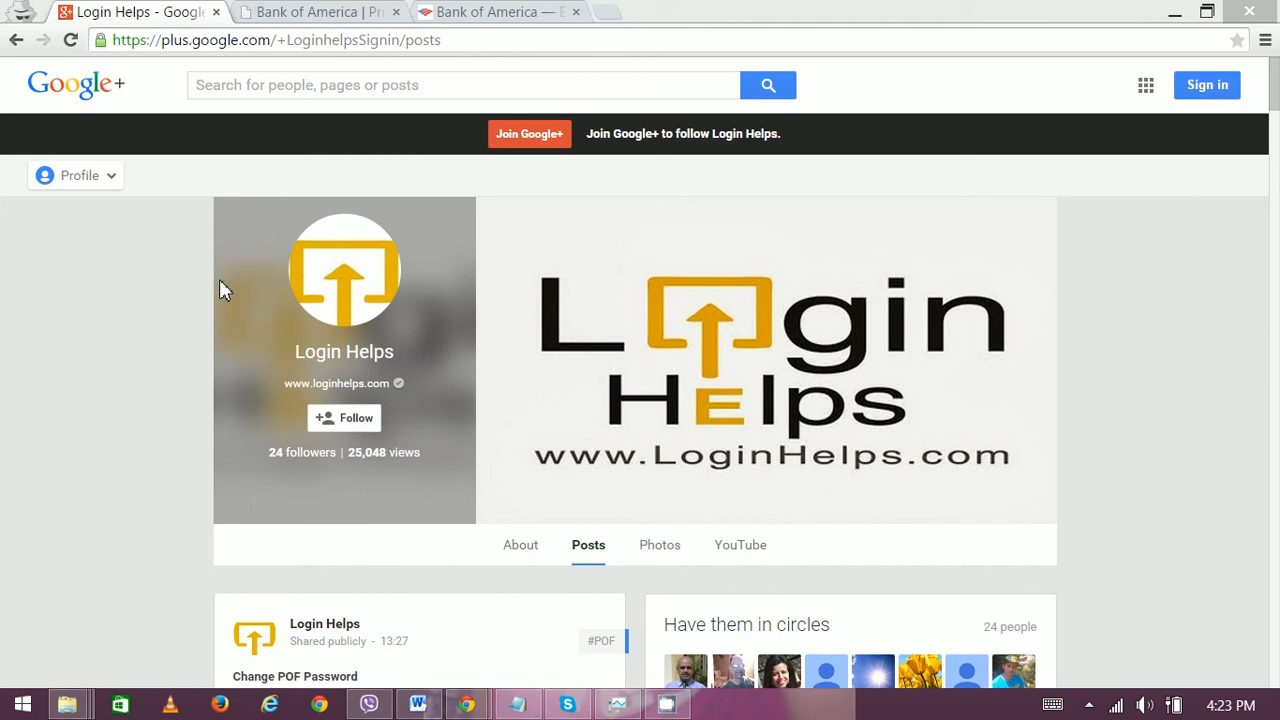 Login Helps - Google
Bank of America | Pri
Bank of America — E
https://plus.google.com/+LoginhelpsSignin/posts
Google+
Search for people, pages or posts
Sign in
Join Google+
Join Google+ to follow Login Helps.
Profile
Login Helps
www.loginhelps.com
Follow
24 followers | 25,048 views
Login
Helps
www.LoginHelps.com
About
Posts
Photos
YouTube
Login Helps
Shared publicly - 13:27
#POF
Change POF Password
Have them in circles
24 people
4:23 PM